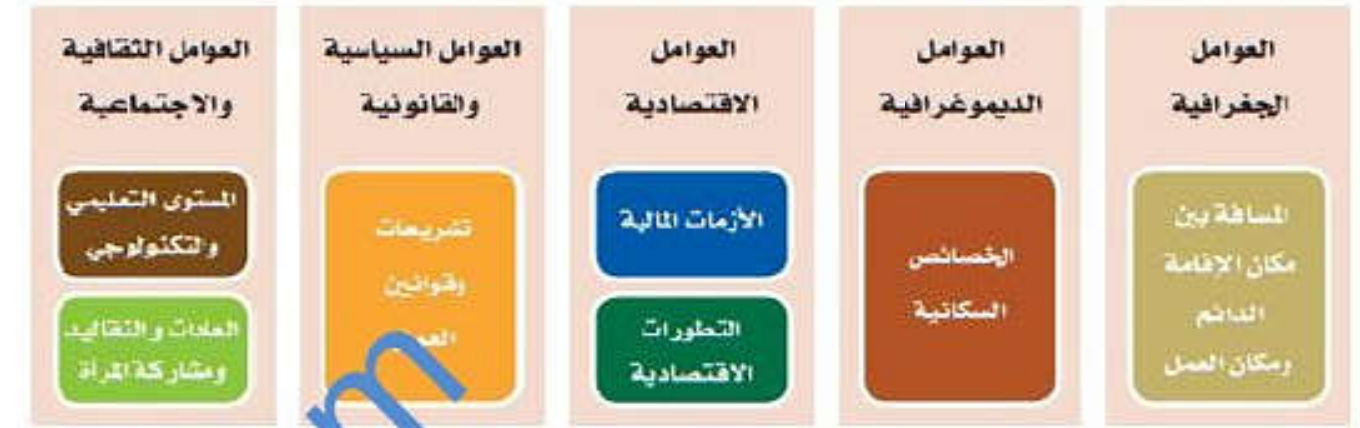 العوامل
الجغرافية
المسافة بين
مكان الإقامة
الدائم
ومكان العمل
العوامل
الديموغرافية
الخصائص
السكانية
العوامل
الاقتصادية
الأزمات المالية
التطورات
الاقتصادية
العوامل السياسية
والقانونية
تشريعات
وقوانين
العوامل الثقافية
والاجتماعية
المستوى التعليمي
والتكنولوجي
العادات والتقاليد
ومشاركة المرأة
m